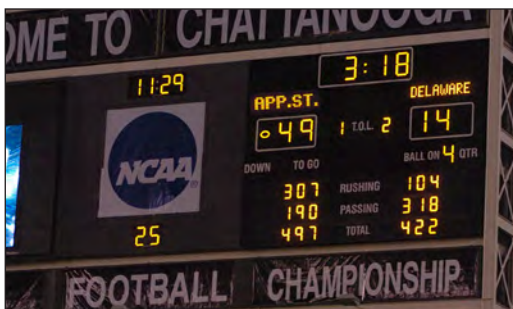 OME TO CHATTANOOGA
11:29
3:18
APP.ST.
DELAWARE
49 1 T.O.L. 2 14
DOWN TO GO BALL ON 4 QTR
NCAA
307 RUSHING 104
190 PASSING 318
25
497 TOTAL 422
FOOTBALL CHAMPIONSHIP